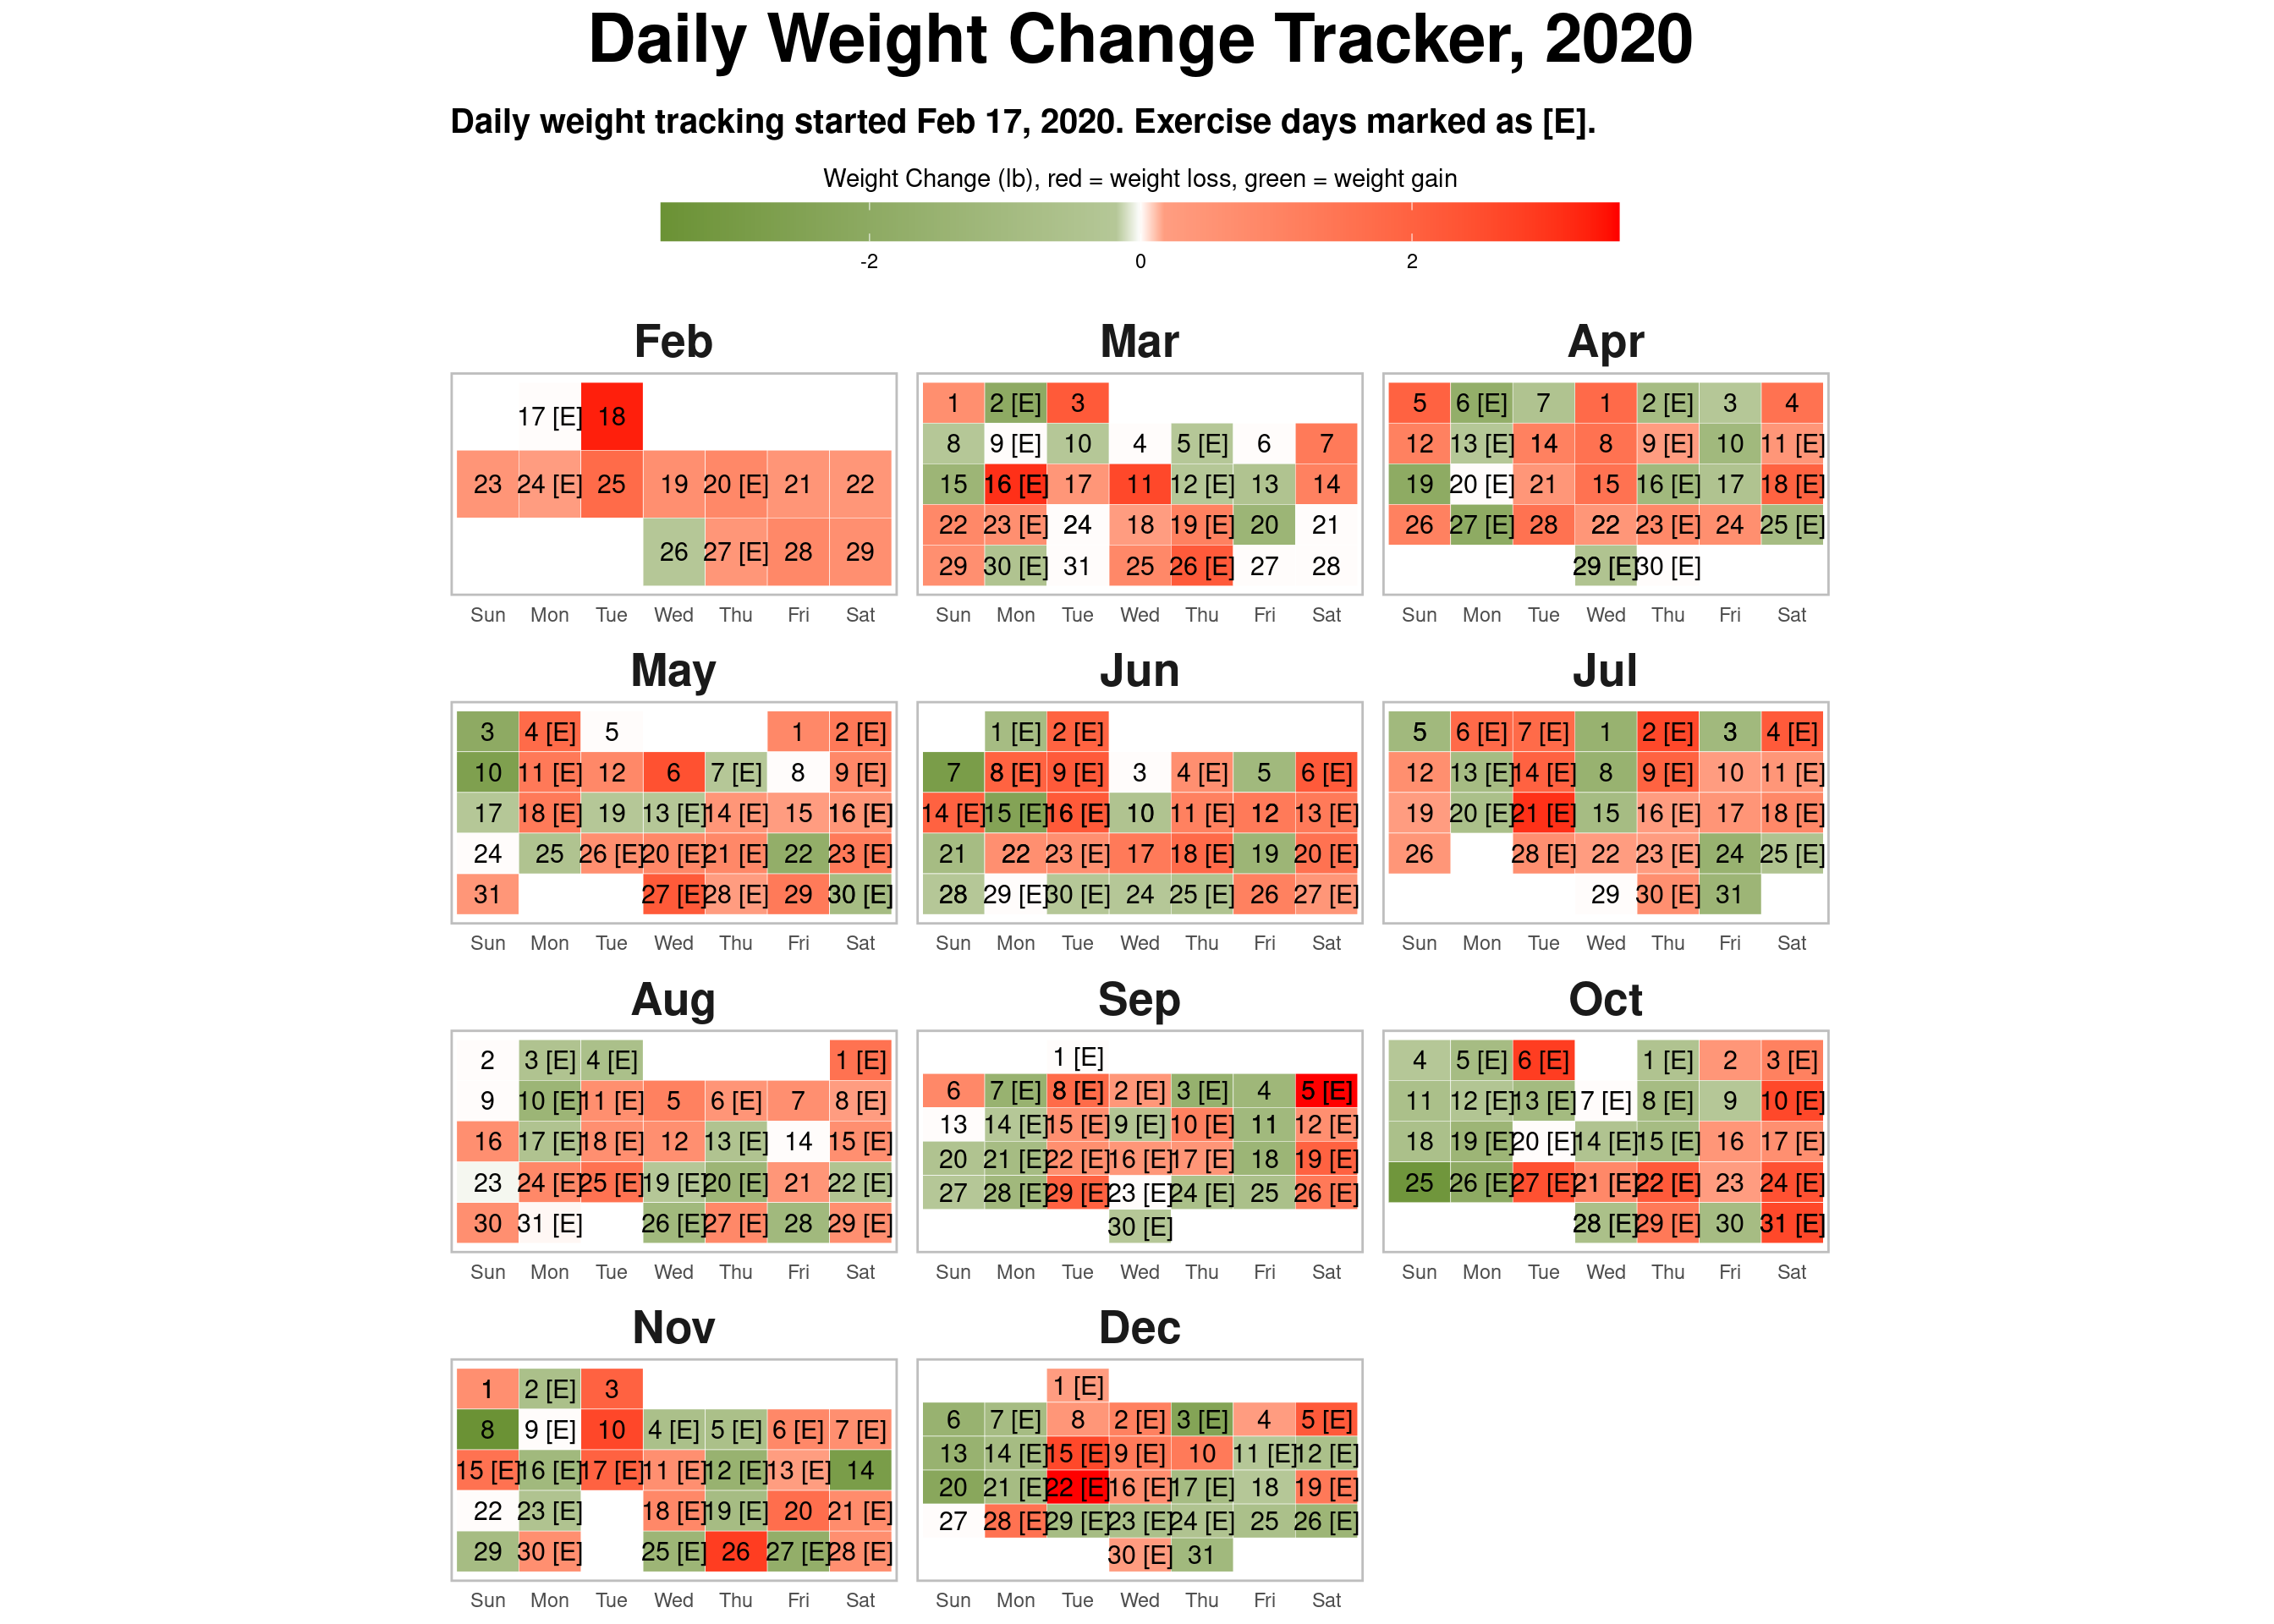 Daily Weight Change Tracker, 2020
Daily weight tracking started Feb 17, 2020. Exercise days marked as [E].
Weight Change (lb), red = weight loss, green = weight gain
-2 0 2
Feb Mar Apr
17 [E] 18 1 2 [E] 3 5 6 [E] 7 1 2 [E] 3 4
8 9 [E] 10 4 5 [E] 6 7 12 13 [E] 14 8 9 [E] 10 11 [E]
23 24 [E] 25 19 20 [E] 21 22 15 16 [E] 17 11 12 [E] 13 14 19 20 [E] 21 15 16 [E] 17 18 [E]
22 23 [E] 24 18 19 [E] 20 21 26 27 [E] 28 22 23 [E] 24 25 [E]
26 27 [E] 28 29 29 30 [E] 31 25 26 [E] 27 28 29 [E] 30 [E]
Sun Mon Tue Wed Thu Fri Sat Sun Mon Tue Wed Thu Fri Sat Sun Mon Tue Wed Thu Fri Sat
May Jun Jul
3 4 [E] 5 1 2 [E] 1 [E] 2 [E] 5 6 [E] 7 [E] 1 2 [E] 3 4 [E]
10 11 [E] 12 6 7 [E] 8 9 [E] 7 8 [E] 9 [E] 3 4 [E] 5 6 [E] 12 13 [E] 14 [E] 8 9 [E] 10 11 [E]
17 18 [E] 19 13 [E] 14 [E] 15 16 [E] 14 [E] 15 [E] 16 [E] 10 11 [E] 12 13 [E] 19 20 [E] 21 [E] 15 16 [E] 17 18 [E]
24 25 26 [E] 20 [E] 21 [E] 22 23 [E] 21 22 23 [E] 17 18 [E] 19 20 [E] 26 28 [E] 22 23 [E] 24 25 [E]
31 27 [E] 28 [E] 29 30 [E] 28 29 [E] 30 [E] 24 25 [E] 26 27 [E] 29 30 [E] 31
Sun Mon Tue Wed Thu Fri Sat Sun Mon Tue Wed Thu Fri Sat Sun Mon Tue Wed Thu Fri Sat
Aug Sep Oct
2 3 [E] 4 [E] 1 [E] 1 [E] 4 5 [E] 6 [E] 1 [E] 2 3 [E]
9 10 [E] 11 [E] 5 6 [E] 7 8 [E] 6 7 [E] 8 [E] 2 [E] 3 [E] 4 5 [E] 11 12 [E] 13 [E] 7 [E] 8 [E] 9 10 [E]
16 17 [E] 18 [E] 12 13 [E] 14 15 [E] 13 14 [E] 15 [E] 9 [E] 10 [E] 11 12 [E] 18 19 [E] 20 [E] 14 [E] 15 [E] 16 17 [E]
23 24 [E] 25 [E] 19 [E] 20 [E] 21 22 [E] 20 21 [E] 22 [E] 16 [E] 17 [E] 18 19 [E] 25 26 [E] 27 [E] 21 [E] 22 [E] 23 24 [E]
30 31 [E] 26 [E] 27 [E] 28 29 [E] 27 28 [E] 29 [E] 23 [E] 24 [E] 25 26 [E] 28 [E] 29 [E] 30 31 [E]
30 [E]
Sun Mon Tue Wed Thu Fri Sat Sun Mon Tue Wed Thu Fri Sat Sun Mon Tue Wed Thu Fri Sat
Nov Dec
1 2 [E] 3 1 [E]
8 9 [E] 10 4 [E] 5 [E] 6 [E] 7 [E] 6 7 [E] 8 2 [E] 3 [E] 4 5 [E]
15 [E] 16 [E] 17 [E] 11 [E] 12 [E] 13 [E] 14 13 14 [E] 15 [E] 9 [E] 10 11 [E] 12 [E]
22 23 [E] 18 [E] 19 [E] 20 21 [E] 20 21 [E] 22 [E] 16 [E] 17 [E] 18 19 [E]
29 30 [E] 25 [E] 26 27 [E] 28 [E] 27 28 [E] 29 [E] 23 [E] 24 [E] 25 26 [E]
30 [E] 31
Sun Mon Tue Wed Thu Fri Sat Sun Mon Tue Wed Thu Fri Sat